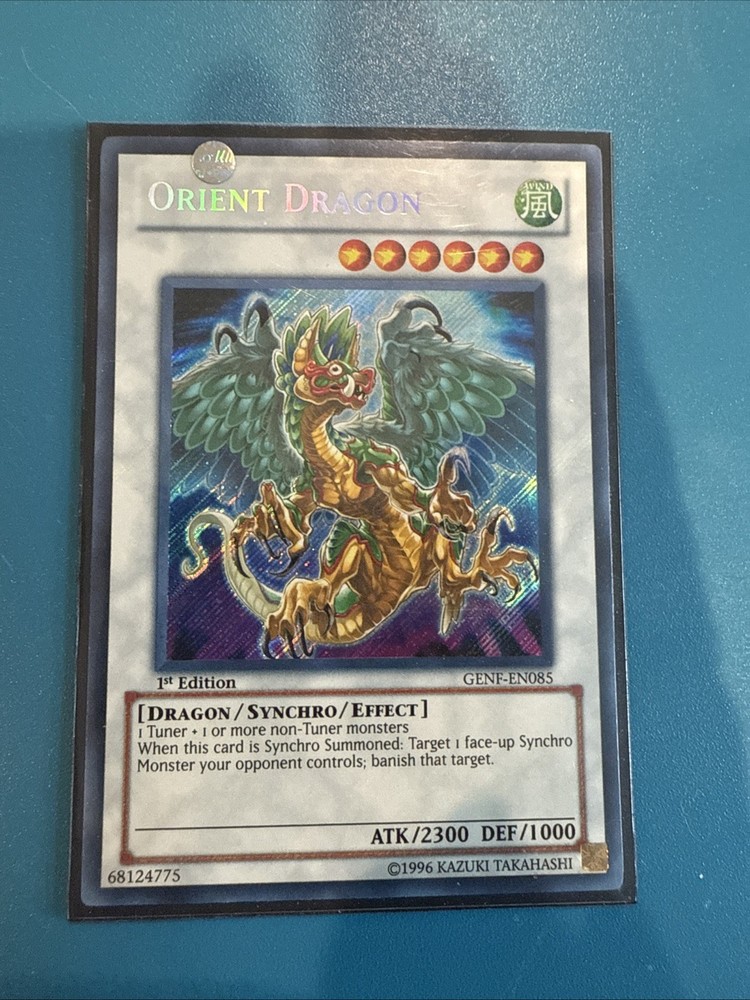 ORIENT DRAGON
WIND
風
1st Edition
GENF-EN085
[DRAGON/SYNCHRO/EFFECT]
1 Tuner + 1 or more non-Tuner monsters
When this card is Synchro Summoned: Target 1 face-up Synchro
Monster your opponent controls; banish that target.
ATK/2300 DEF/1000
68124775
©1996 KAZUKI TAKAHASHI